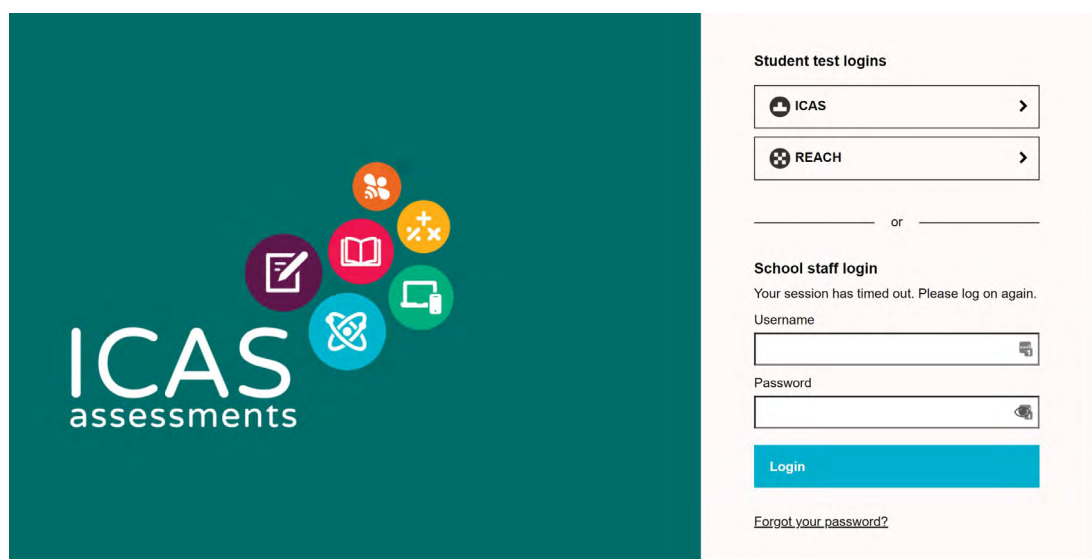 ICAS
assessments
Student test logins
ICAS
REACH
or
School staff login
Your session has timed out. Please log on again.
Username
Password
Login
Forgot your password?